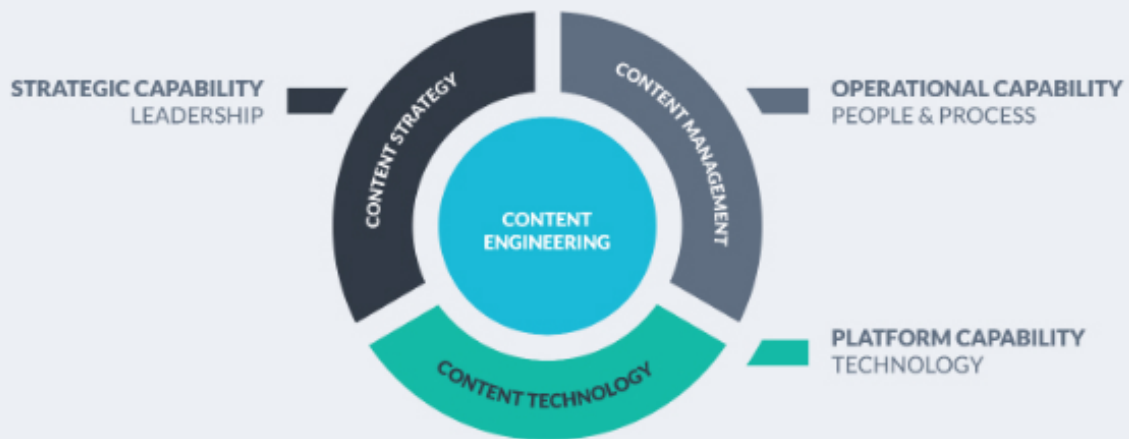 STRATEGIC CAPABILITY
LEADERSHIP
CONTENT STRATEGY
CONTENT MANAGEMENT
OPERATIONAL CAPABILITY
PEOPLE & PROCESS
CONTENT
ENGINEERING
CONTENT TECHNOLOGY
PLATFORM CAPABILITY
TECHNOLOGY